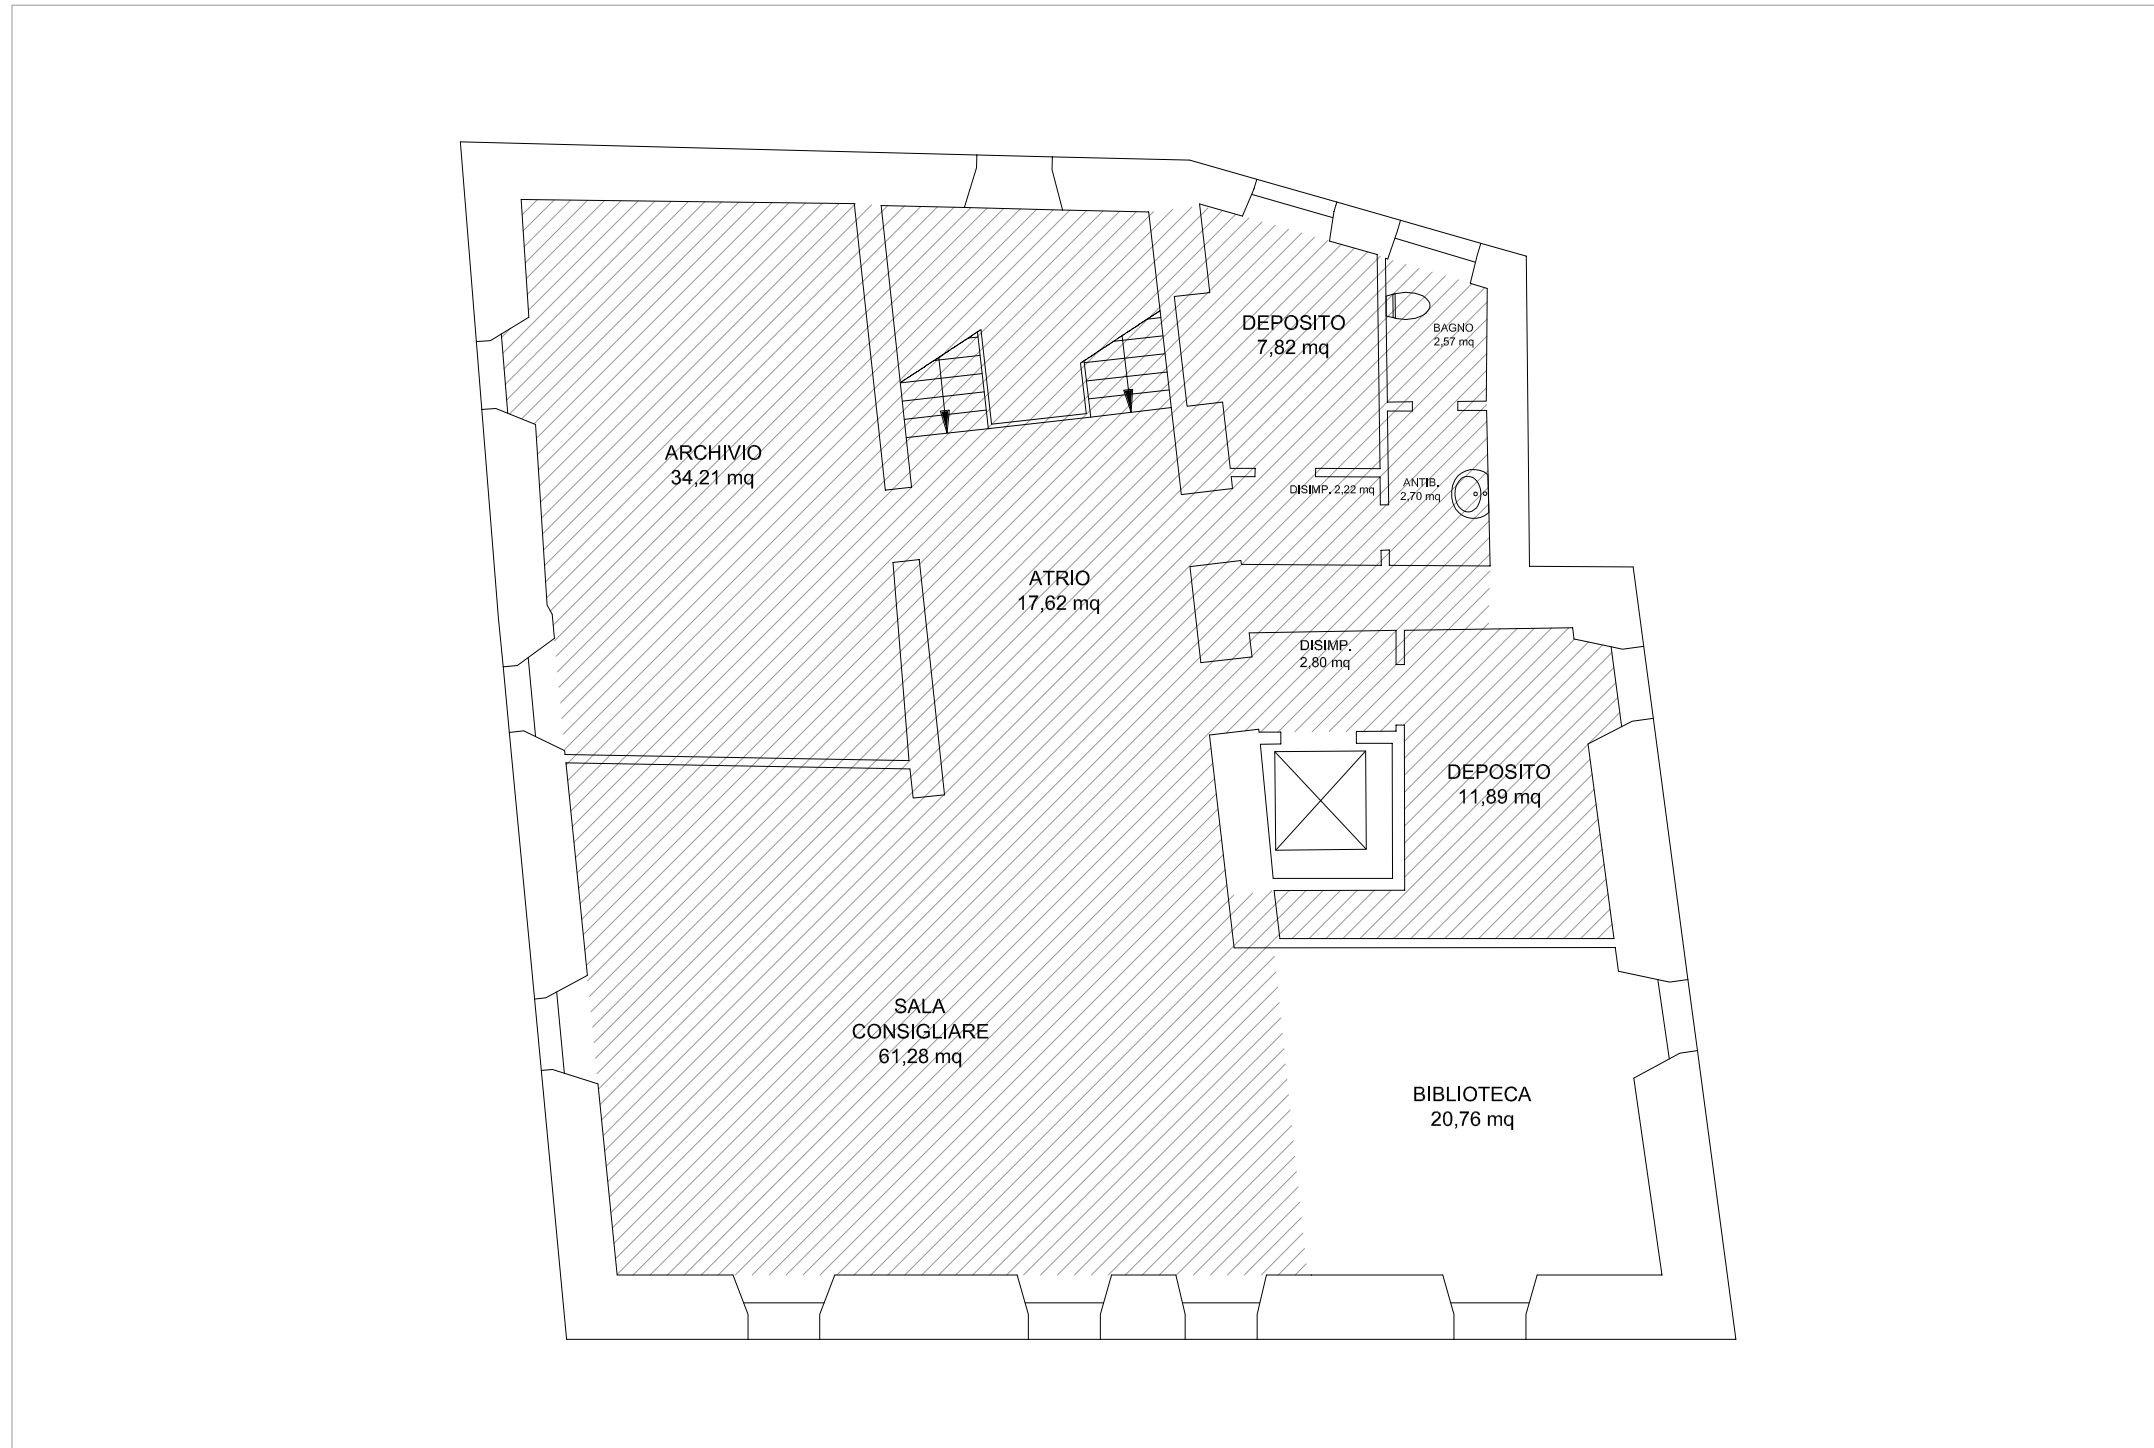 DEPOSITO
7,82 mq
BAGNO
2,57 mq
ARCHIVIO
34,21 mq
DISIMP. 2,22 mq
ANTIB.
2,70 mq
ATRIO
17,62 mq
DISIMP.
2,80 mq
DEPOSITO
11,89 mq
SALA
CONSIGLIARE
61,28 mq
BIBLIOTECA
20,76 mq